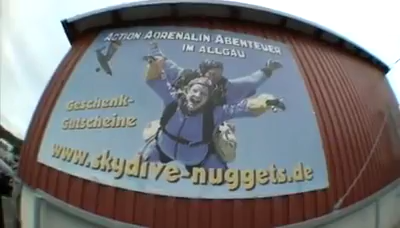 ACTION ADRENALIN ABENTEUER
IM ALLGÄU
Geschenk-
Gutscheine
www.skydive-nuggets.de